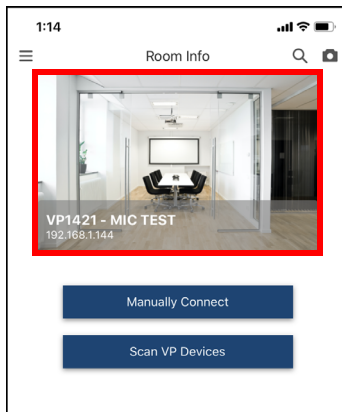 1:14
Room Info
VP1421 - MIC TEST
192.168.1.144
Manually Connect
Scan VP Devices